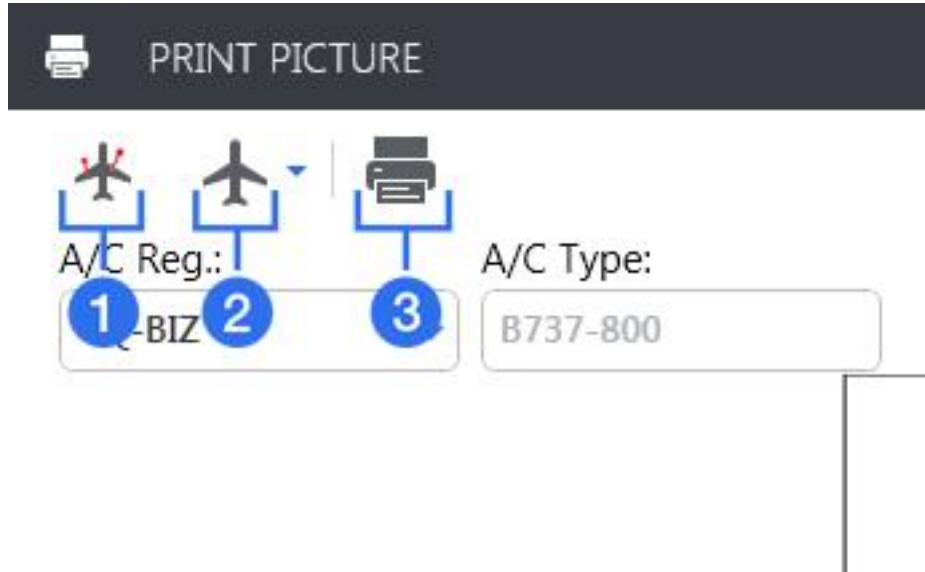 PRINT PICTURE
A/C Reg.: A/C Type:
1 2 3
-BIZ B737-800